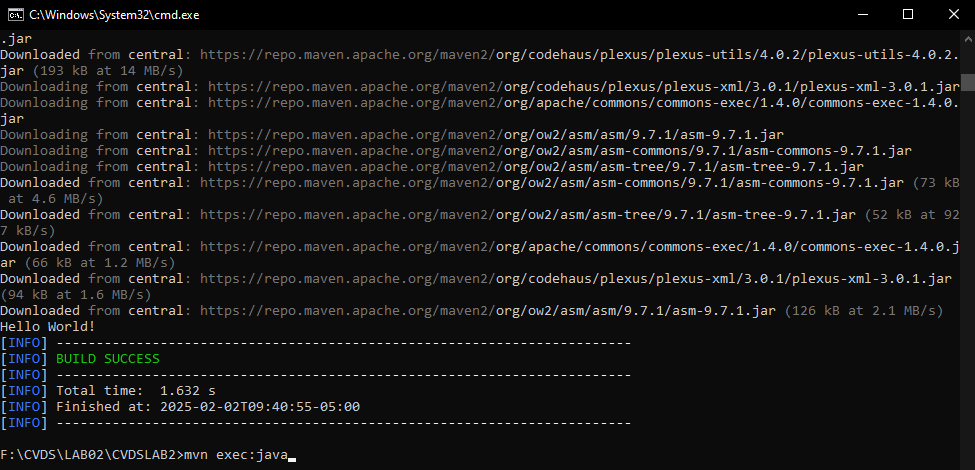 C:\Windows\System32\cmd.exe
.jar
Downloaded from central: https://repo.maven.apache.org/maven2/org/codehaus/plexus/plexus-utils/4.0.2/plexus-utils-4.0.2.
jar (193 kB at 14 MB/s)
Downloading from central: https://repo.maven.apache.org/maven2/org/codehaus/plexus/plexus-xml/3.0.1/plexus-xml-3.0.1.jar
Downloading from central: https://repo.maven.apache.org/maven2/org/apache/commons/commons-exec/1.4.0/commons-exec-1.4.0.
jar
Downloading from central: https://repo.maven.apache.org/maven2/org/ow2/asm/asm/9.7.1/asm-9.7.1.jar
Downloading from central: https://repo.maven.apache.org/maven2/org/ow2/asm/asm-commons/9.7.1/asm-commons-9.7.1.jar
Downloading from central: https://repo.maven.apache.org/maven2/org/ow2/asm/asm-tree/9.7.1/asm-tree-9.7.1.jar
Downloaded from central: https://repo.maven.apache.org/maven2/org/ow2/asm/asm-commons/9.7.1/asm-commons-9.7.1.jar (73 kB
 at 4.6 MB/s)
Downloaded from central: https://repo.maven.apache.org/maven2/org/ow2/asm/asm-tree/9.7.1/asm-tree-9.7.1.jar (52 kB at 92
7 kB/s)
Downloaded from central: https://repo.maven.apache.org/maven2/org/apache/commons/commons-exec/1.4.0/commons-exec-1.4.0.j
ar (66 kB at 1.2 MB/s)
Downloaded from central: https://repo.maven.apache.org/maven2/org/codehaus/plexus/plexus-xml/3.0.1/plexus-xml-3.0.1.jar
(94 kB at 1.6 MB/s)
Downloaded from central: https://repo.maven.apache.org/maven2/org/ow2/asm/asm/9.7.1/asm-9.7.1.jar (126 kB at 2.1 MB/s)
Hello World!
[INFO] ------------------------------------------------------------------------
[INFO] BUILD SUCCESS
[INFO] ------------------------------------------------------------------------
[INFO] Total time:  1.632 s
[INFO] Finished at: 2025-02-02T09:40:55-05:00
[INFO] ------------------------------------------------------------------------
F:\CVDS\LAB02\CVDSLAB2>mvn exec:java